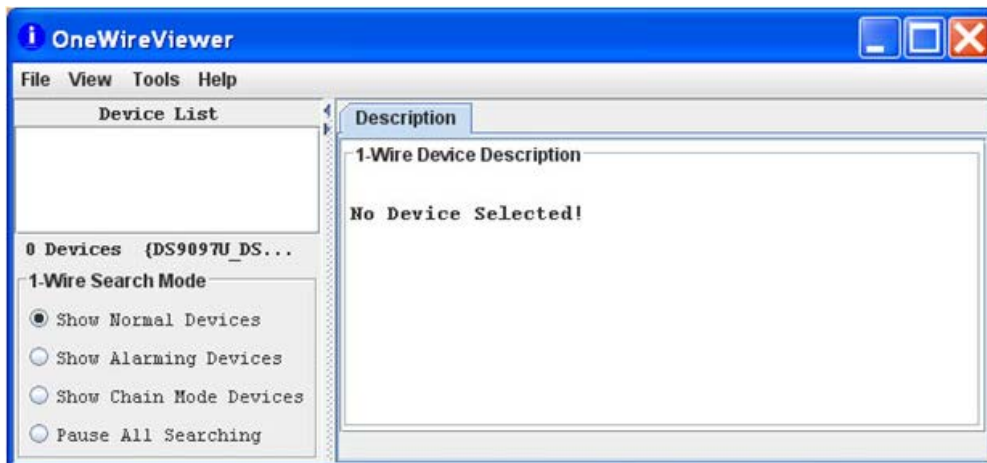 OneWireViewer
File View Tools Help
Device List
0 Devices {DS9097U_DS...
1-Wire Search Mode
Show Normal Devices
Show Alarming Devices
Show Chain Mode Devices
Pause All Searching
Description
1-Wire Device Description
No Device Selected!